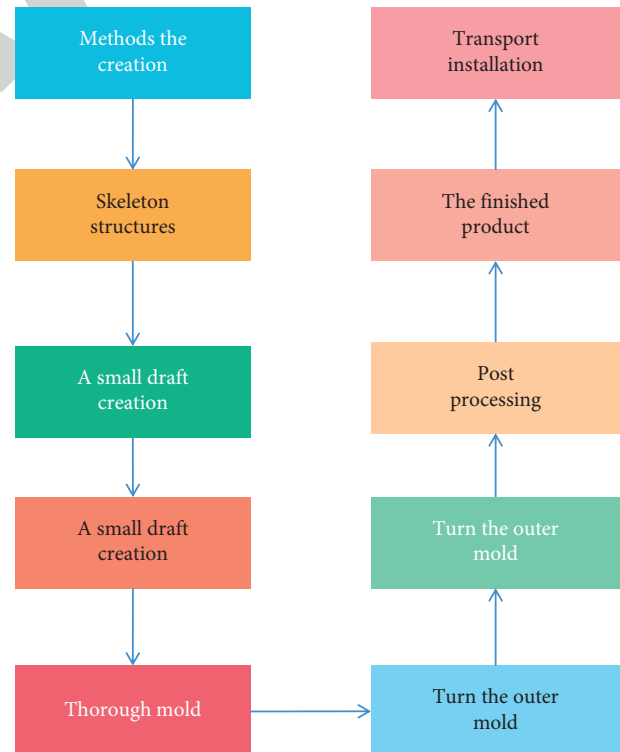 Methods the
creation
Skeleton
structures
A small draft
creation
A small draft
creation
Thorough mold
Turn the outer
mold
Turn the outer
mold
Post
processing
The finished
product
Transport
installation